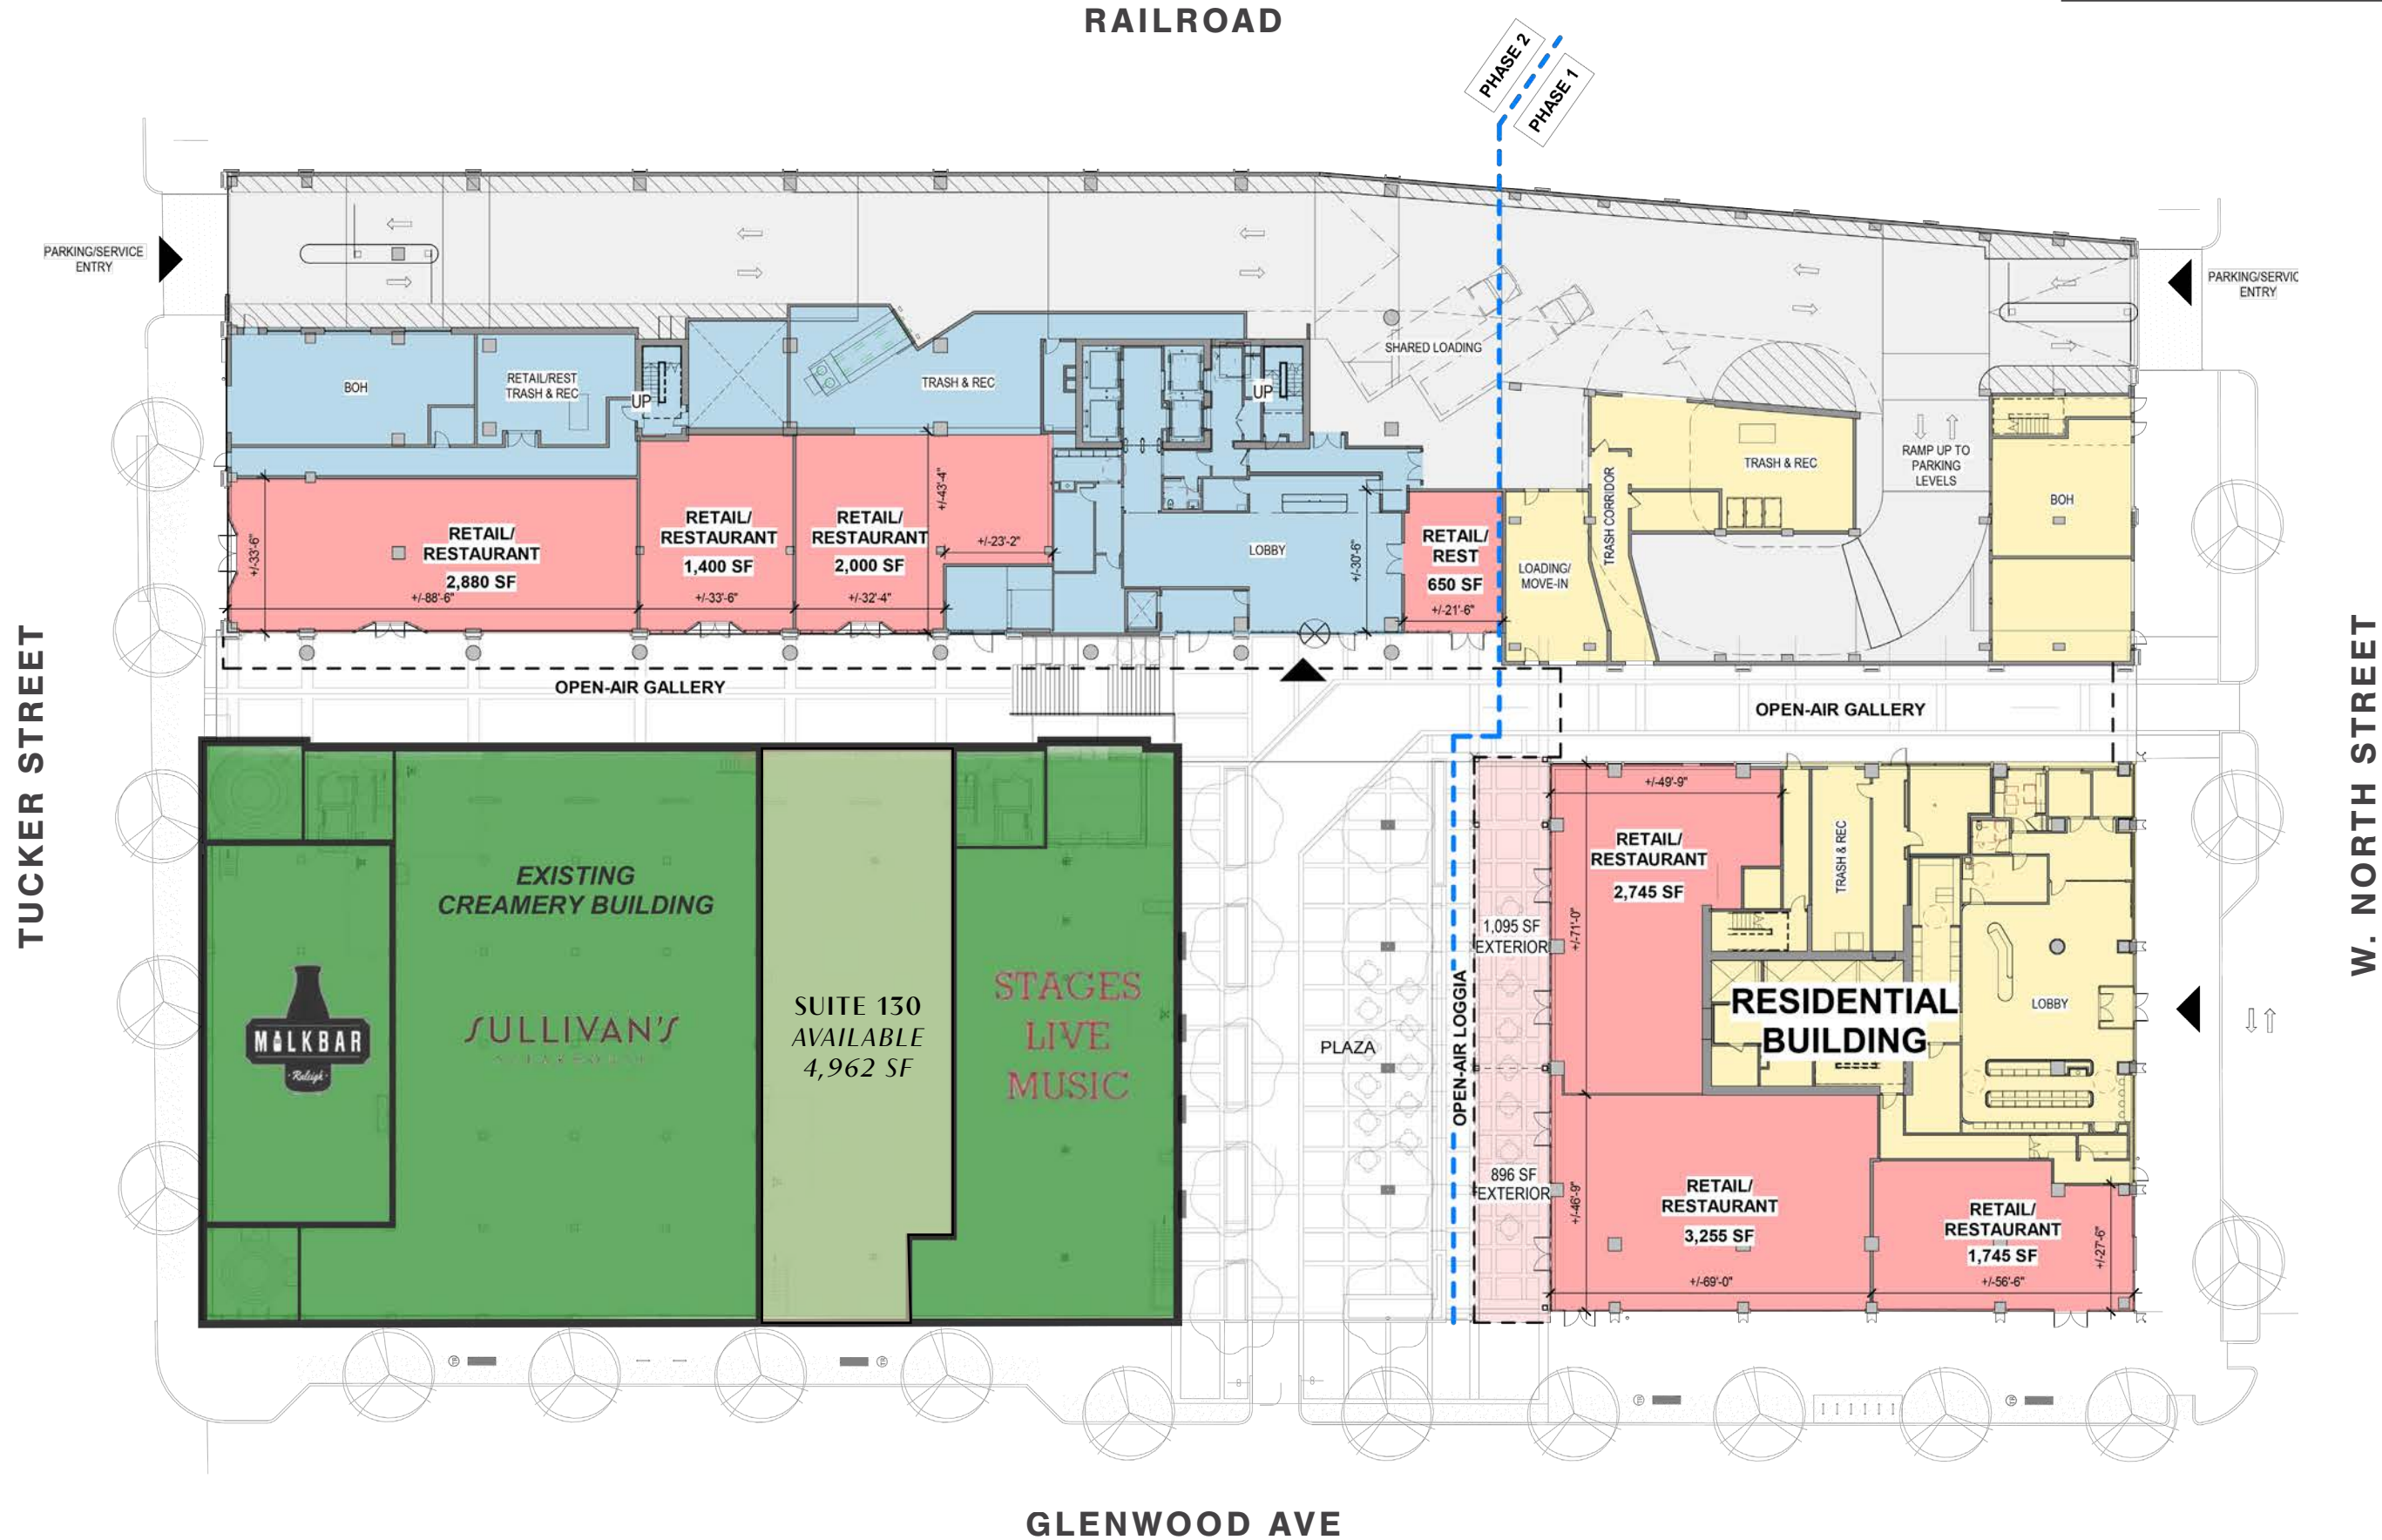 RAILROAD
PHASE 2
PHASE 1
PARKING/SERVICE
ENTRY
PARKING/SERVIC
ENTRY
SHARED LOADING
BOH
RETAIL/REST
TRASH & REC
UP
TRASH & REC
UP
TRASH & REC
RAMP UP TO
PARKING
LEVELS
BOH
TRASH CORRIDOR
LOADING/
MOVE-IN
RETAIL/
RESTAURANT
2,880 SF
+/-88'-6"
+/-33'-6"
RETAIL/
RESTAURANT
1,400 SF
+/-33'-6"
RETAIL/
RESTAURANT
2,000 SF
+/-32'-4"
+/-43'-4"
+/-23'-2"
LOBBY
+/-30'-6"
RETAIL/
REST
650 SF
+/-21'-6"
OPEN-AIR GALLERY
OPEN-AIR GALLERY
TUCKER STREET
W. NORTH STREET
EXISTING
CREAMERY BUILDING
MILKBAR
Raleigh
SULLIVAN'S
SUITE 130
AVAILABLE
4,962 SF
STAGES
LIVE
MUSIC
PLAZA
OPEN-AIR LOGGIA
1,095 SF
EXTERIOR
896 SF
EXTERIOR
+/-49'-9"
RETAIL/
RESTAURANT
2,745 SF
+/-71'-0"
TRASH & REC
RESIDENTIAL
BUILDING
LOBBY
RETAIL/
RESTAURANT
3,255 SF
+/-46'-9"
+/-69'-0"
RETAIL/
RESTAURANT
1,745 SF
+/-56'-6"
+/-27'-6"
GLENWOOD AVE